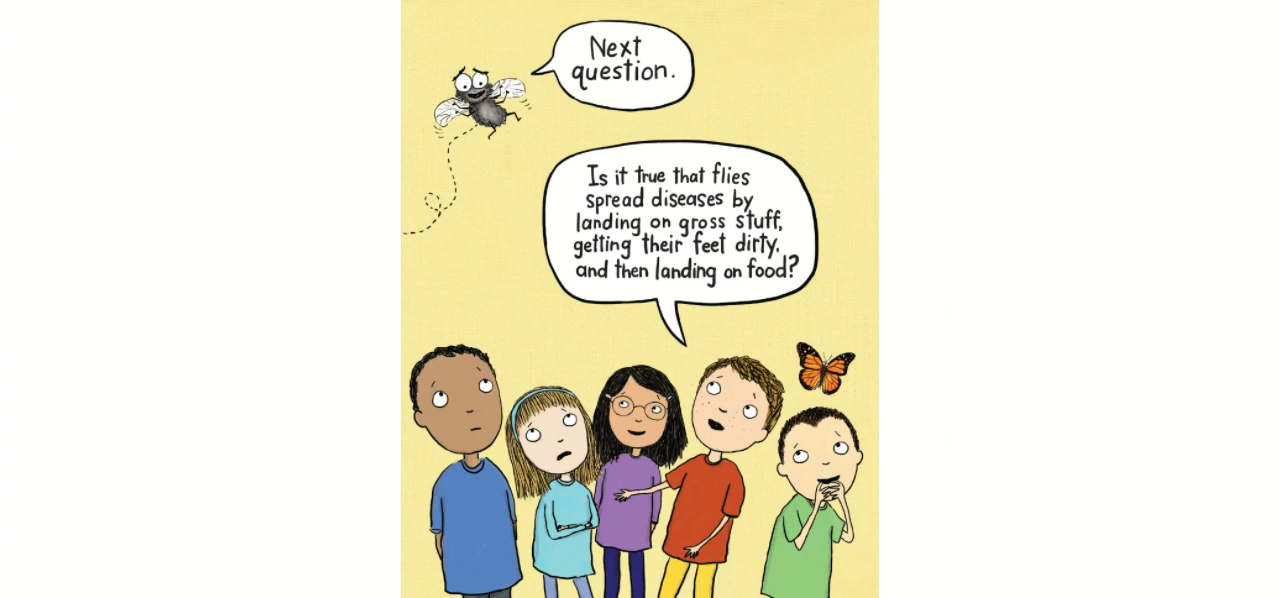 Next
question.
Is it true that flies
spread diseases by
landing on gross stuff,
getting their feet dirty,
and then landing on food?